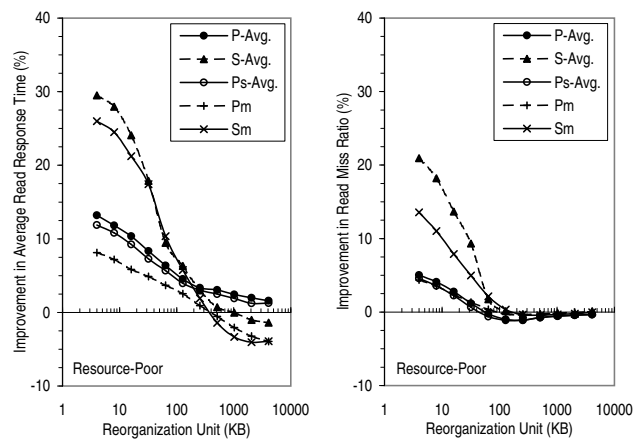 Improvement in Average Read Response Time (%)
40
30
20
10
0
-10
P-Avg.
S-Avg.
Ps-Avg.
Pm
Sm
Resource-Poor
1 10 100 1000 10000
Reorganization Unit (KB)
Improvement in Read Miss Ratio (%)
40
30
20
10
0
-10
P-Avg.
S-Avg.
Ps-Avg.
Pm
Sm
Resource-Poor
1 10 100 1000 10000
Reorganization Unit (KB)